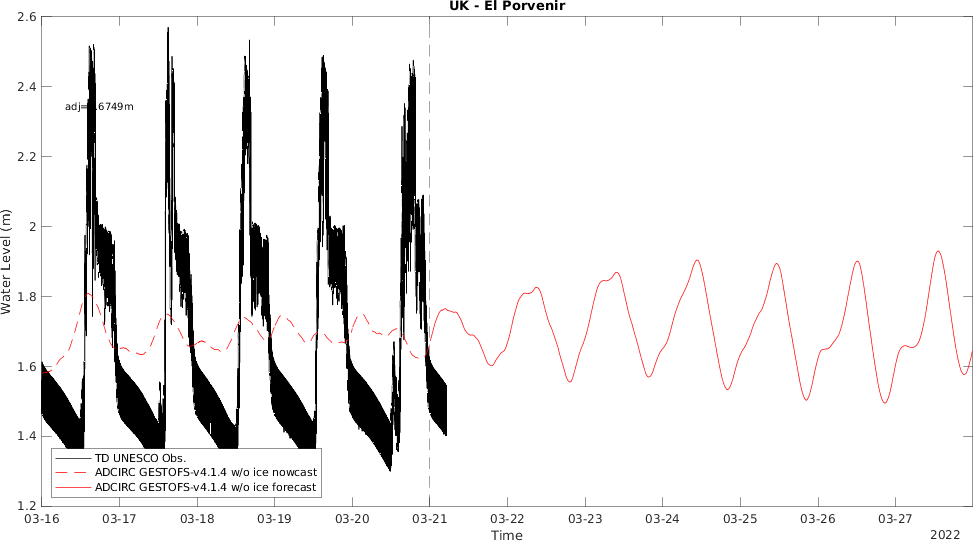 UK - El Porvenir
2.6
2.4
adj= .6749m
2.2
2
1.8
1.6
1.4
1.2
Water Level (m)
TD UNESCO Obs.
ADCIRC GESTOFS-v4.1.4 w/o ice nowcast
ADCIRC GESTOFS-v4.1.4 w/o ice forecast
03-16 03-17 03-18 03-19 03-20 03-21 03-22 03-23 03-24 03-25 03-26 03-27
Time
2022